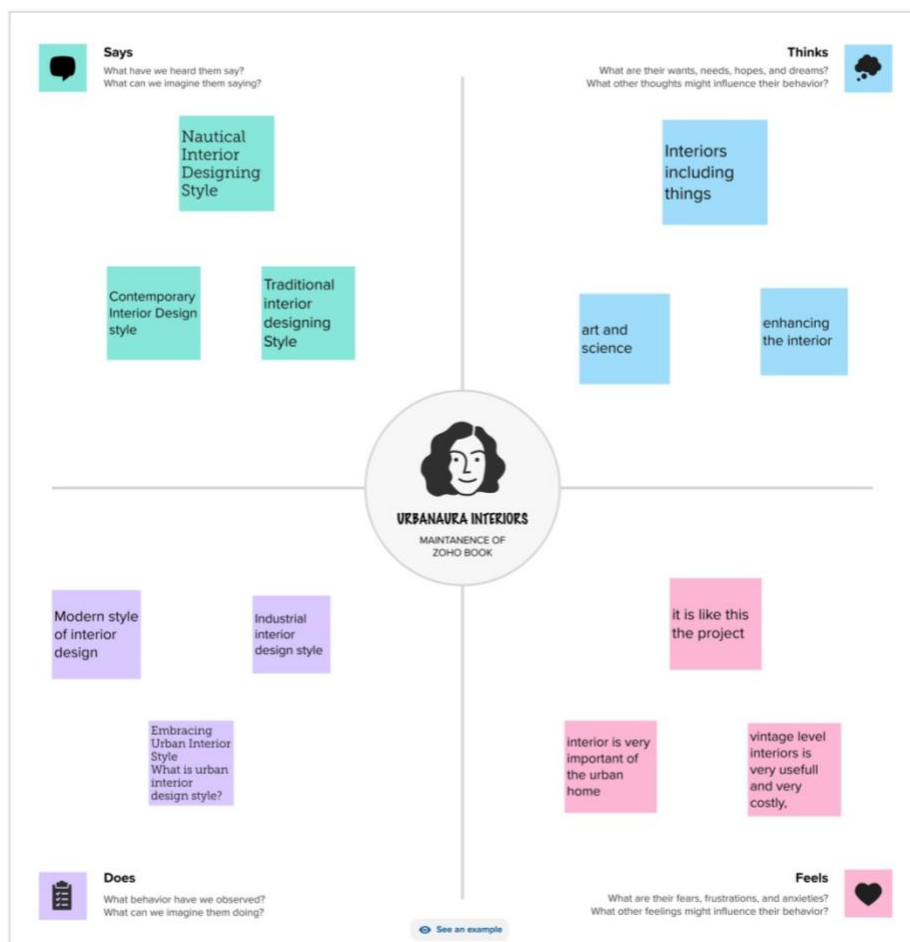 Says
What have we heard them say?
What can we imagine them saying?
Thinks
What are their wants, needs, hopes, and dreams?
What other thoughts might influence their behavior?
Nautical
Interior
Designing
Style
Contemporary
Interior Design
style
Traditional
interior
designing
Style
Interiors
including
things
art and
science
enhancing
the interior
URBANAURA INTERIORS
MAINTANENCE OF
ZOHO BOOK
Modern style
of interior
design
Industrial
interior
design style
Embracing
Urban Interior
Style
What is urban
interior
design style?
it is like this
the project
interior is very
important of
the urban
home
vintage level
interiors is
very usefull
and very
costly,
Does
What behavior have we observed?
What can we imagine them doing?
Feels
What are their fears, frustrations, and anxieties?
What other feelings might influence their behavior?
See an example